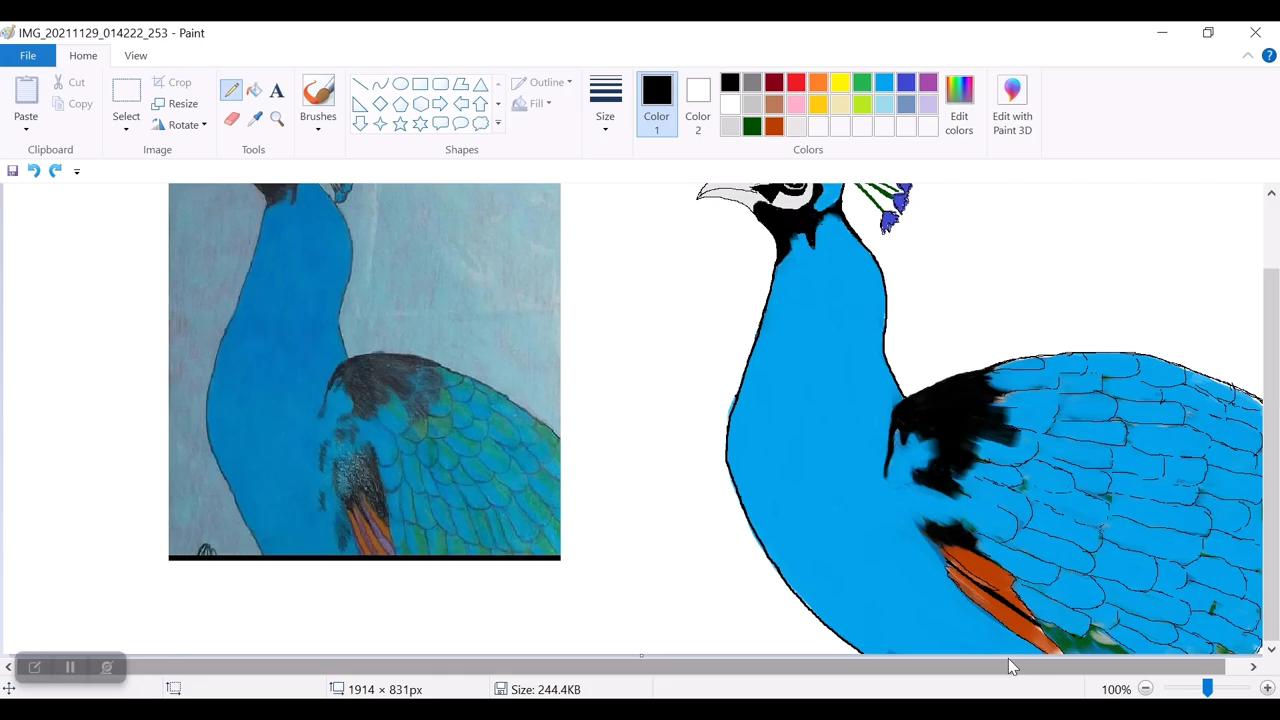 IMG_20211129_014222_253 - Paint
File Home View
Paste
Cut
Copy
Clipboard
Select
Crop
Resize
Rotate
Image
A
Tools
Brushes
Outline
Fill
Shapes
Size
Color
1
Color
2
Edit
colors
Colors
Edit with
Paint 3D
1914 × 831px
Size: 244.4KB
100%